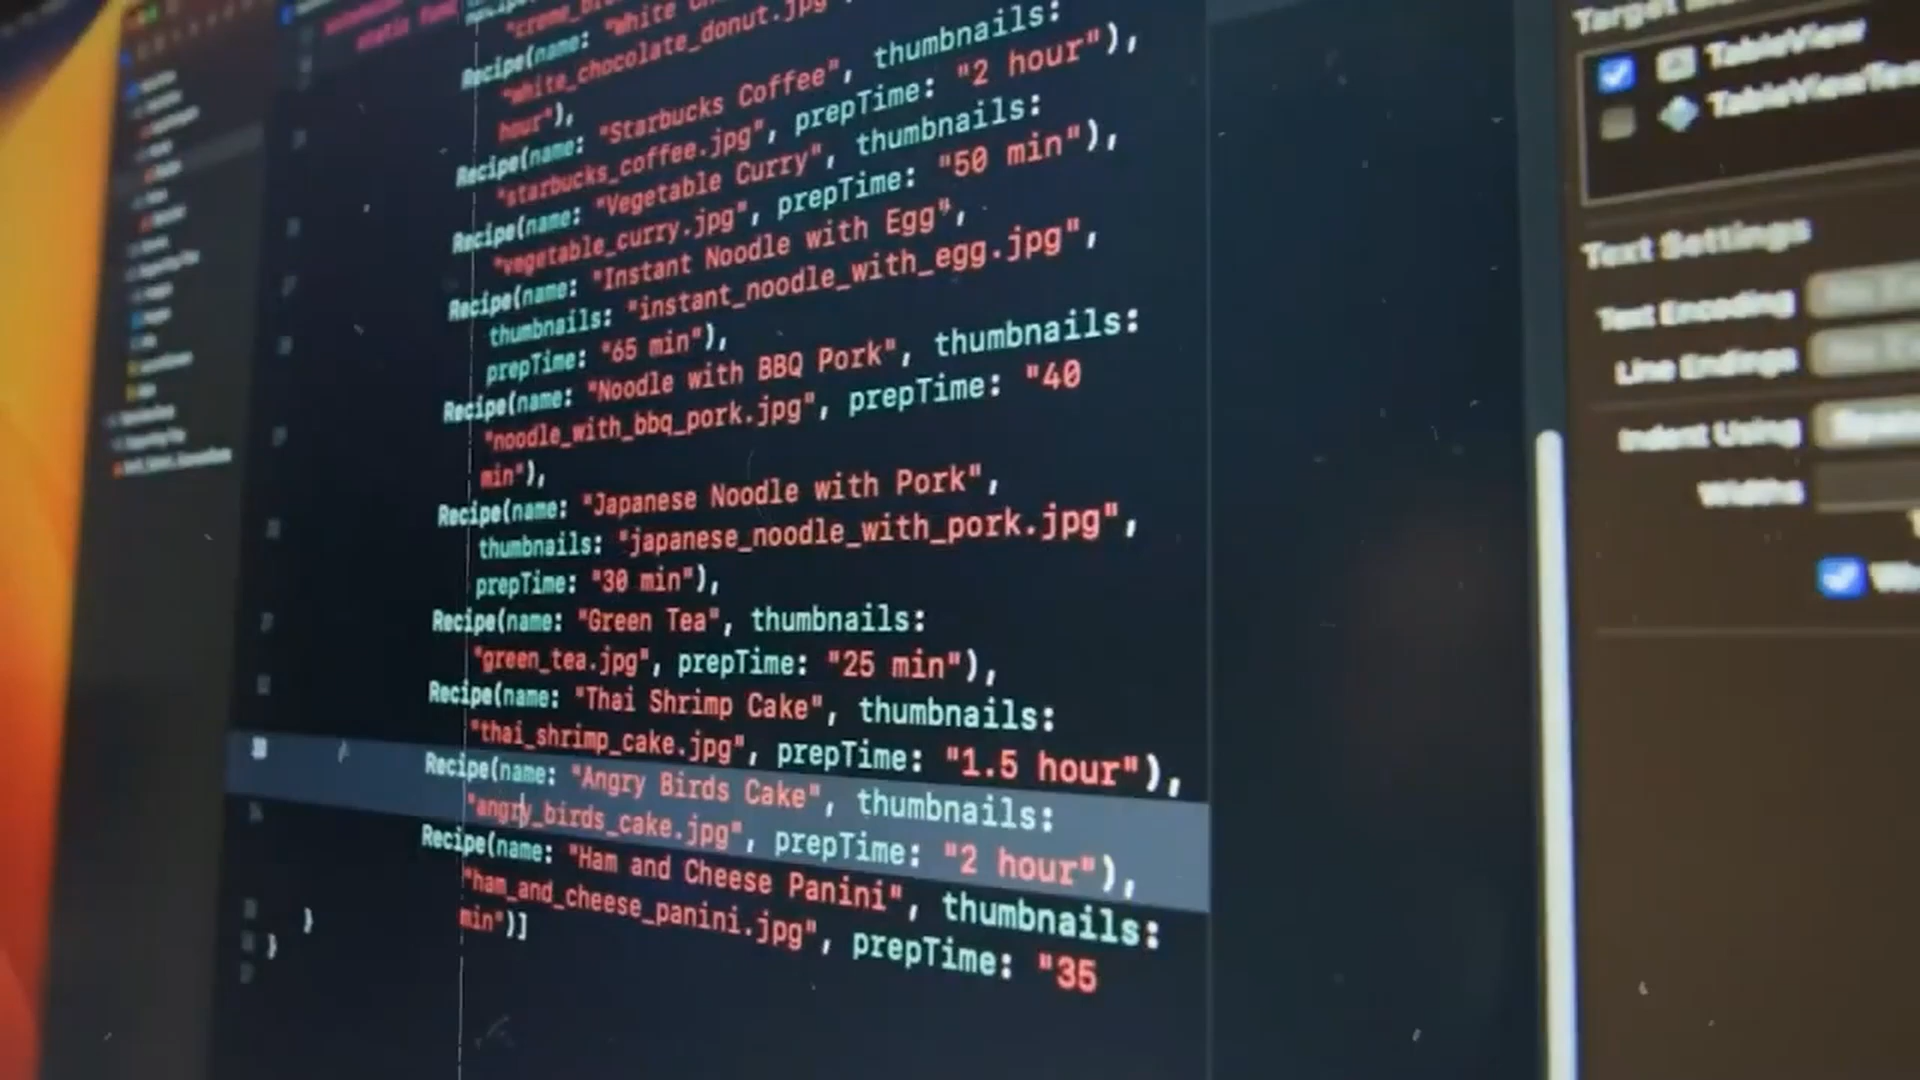 static func
Recipe(name: "White
"white_chocolate_donut.jpg
hour"),
Recipe(name: "Starbucks Coffee", thumbnails:
"starbucks_coffee.jpg", prepTime: "2 hour"),
Recipe(name: "Vegetable Curry", thumbnails:
"vegetable_curry.jpg", prepTime: "50 min"),
Recipe(name: "Instant Noodle with Egg",
thumbnails: "instant_noodle_with_egg.jpg",
prepTime: "65 min"),
Recipe(name: "Noodle with BBQ Pork", thumbnails:
"noodle_with_bbq_pork.jpg", prepTime: "40
min"),
Recipe(name: "Japanese Noodle with Pork",
thumbnails: "japanese_noodle_with_pork.jpg",
prepTime: "30 min"),
Recipe(name: "Green Tea", thumbnails:
"green_tea.jpg", prepTime: "25 min"),
Recipe(name: "Thai Shrimp Cake", thumbnails:
"thai_shrimp_cake.jpg", prepTime: "1.5 hour"),
Recipe(name: "Angry Birds Cake", thumbnails:
"angry_birds_cake.jpg", prepTime: "2 hour"),
Recipe(name: "Ham and Cheese Panini", thumbnails:
"ham_and_cheese_panini.jpg", prepTime: "35
min")]
}
}
Target
TableView
TableViewTe
Text Settings
Text Encoding
Line Endings
Indent Using
Widths